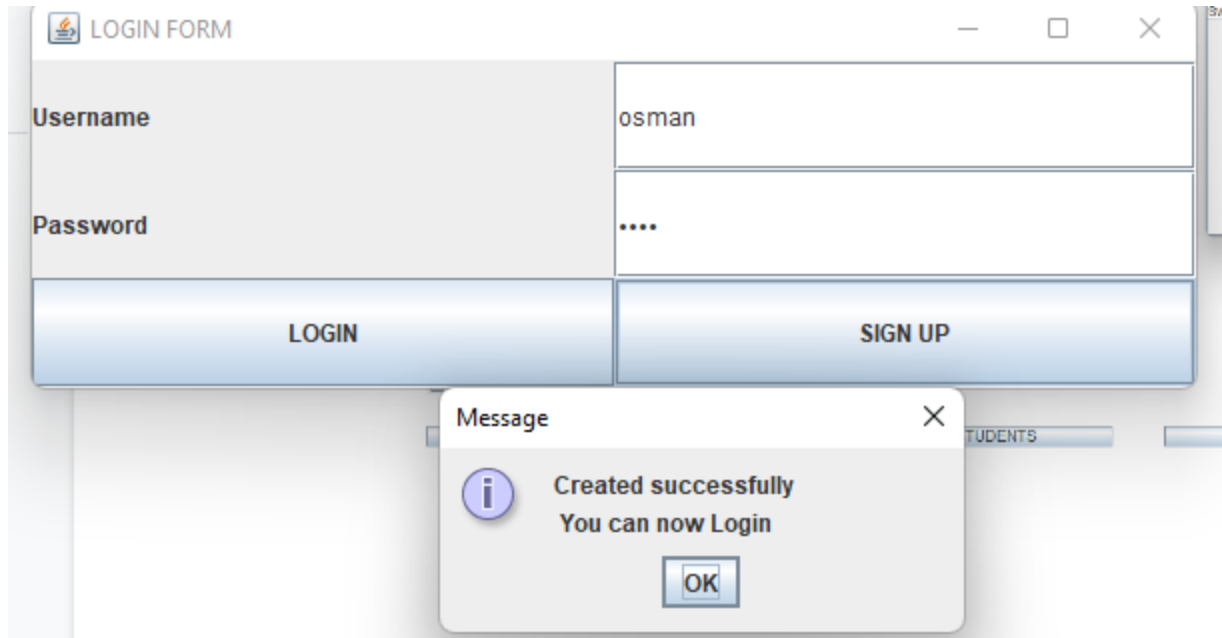 LOGIN FORM
Username
osman
Password
••••
LOGIN
SIGN UP
Message
TUDENTS
Created successfully
You can now Login
OK